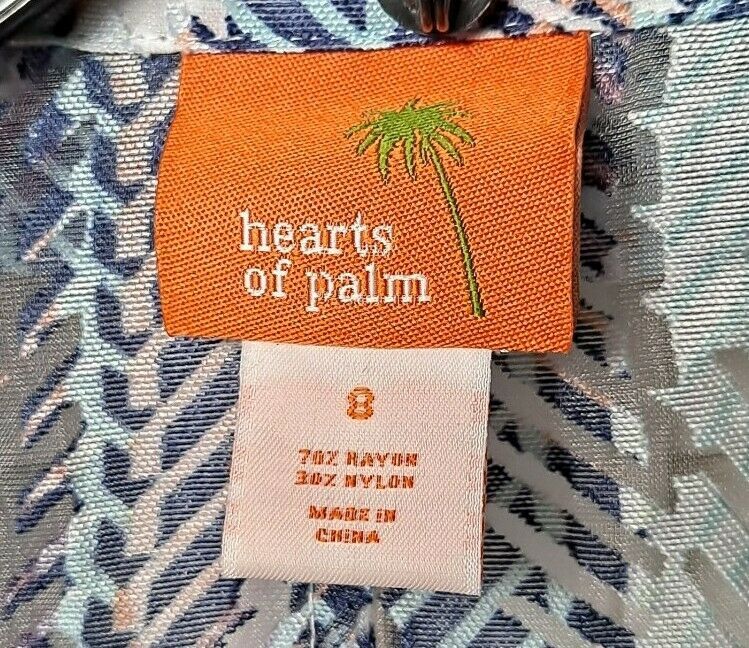 hearts
of palm
8
70% RAYON
30% NYLON
MADE IN
CHINA